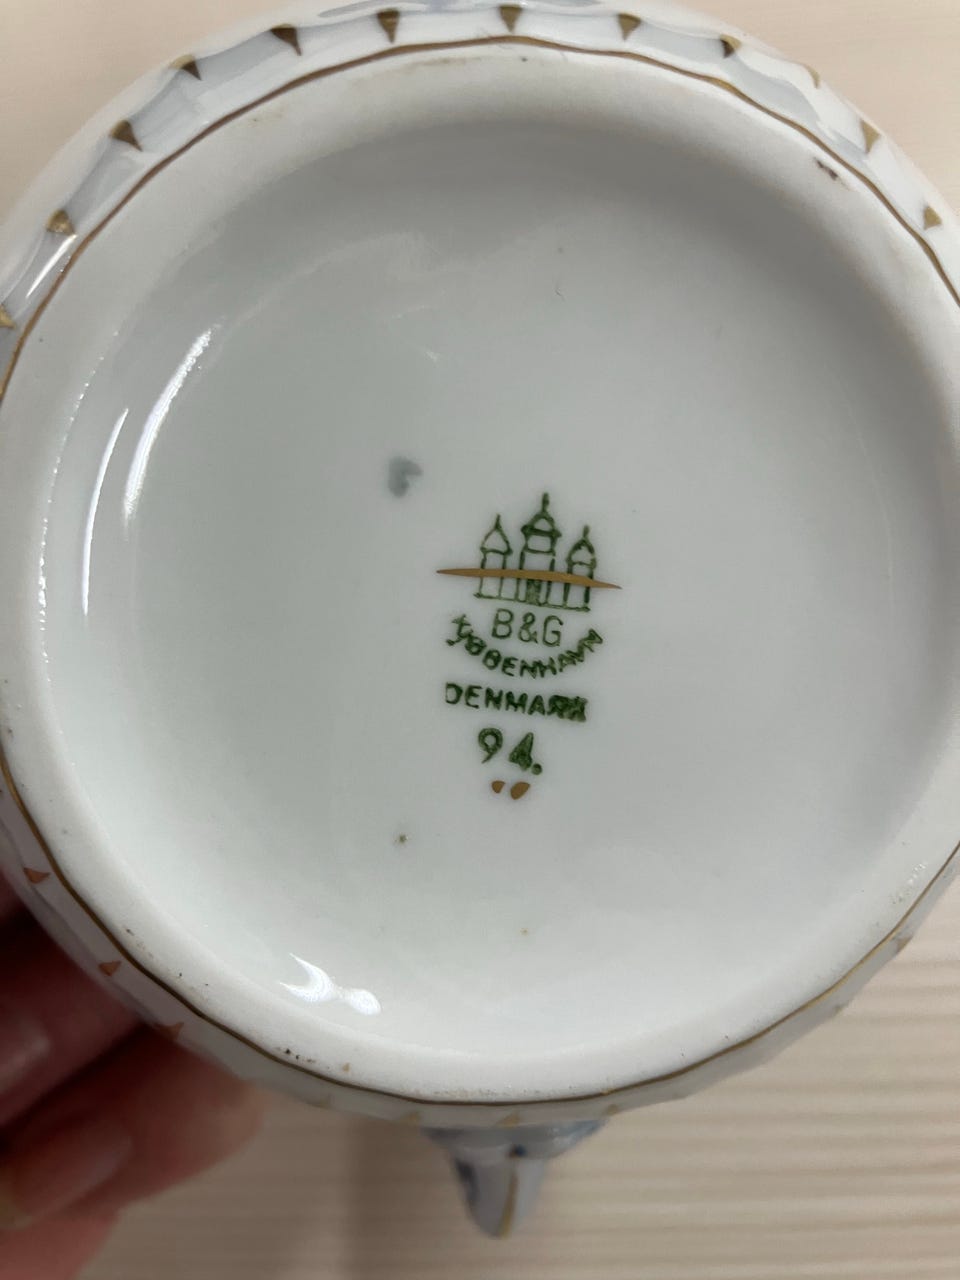 B&G
KJØBENHAVN
DENMARK
94.